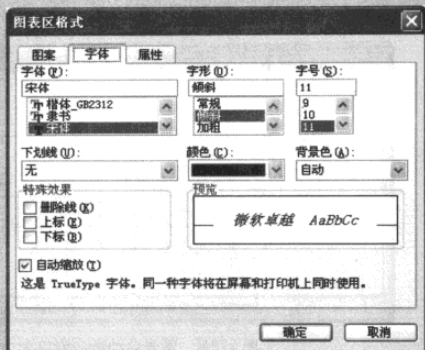 图表区格式
图案 字体 属性
字体(F): 字形(O): 字号(S):
宋体 倾斜 11
楷体_GB2312 常规 9
隶书 倾斜 10
宋体 加粗 11
下划线(U): 颜色(C): 背景色(A):
无 自动
特殊效果 预览
删除线(K)
上标(E) 微软卓越 AaBbCc
下标(B)
自动缩放(T)
这是 TrueType 字体。同一种字体将在屏幕和打印机上同时使用。
确定 取消